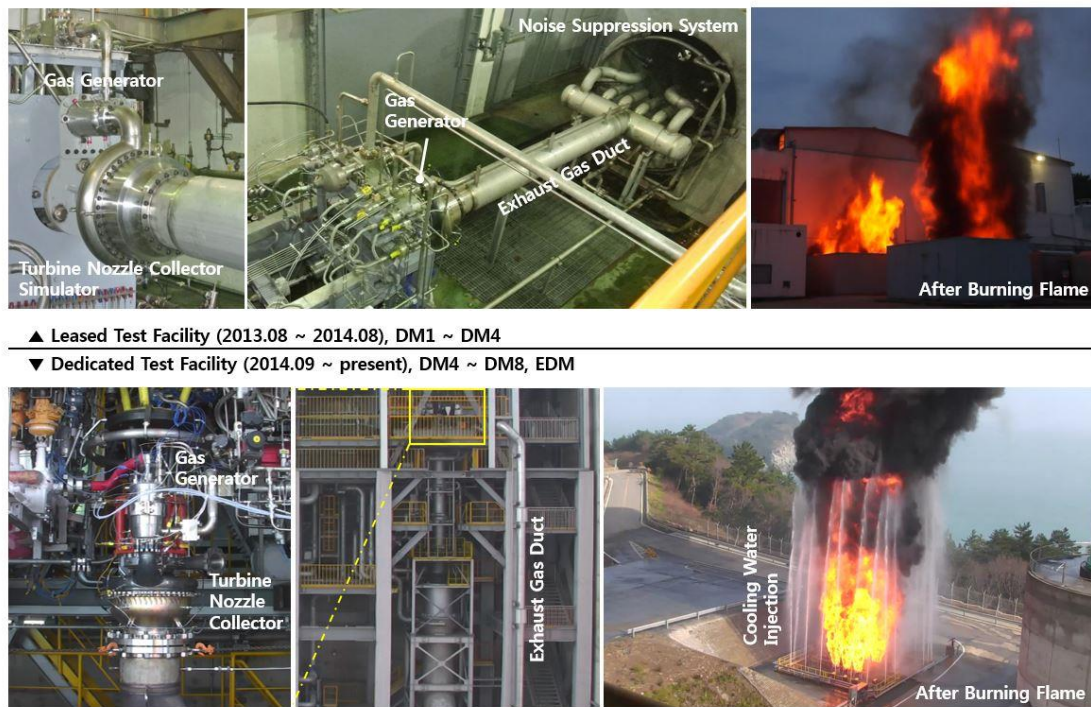 Gas Generator
Turbine Nozzle Collector
Simulator
Noise Suppression System
Gas
Generator
Exhaust Gas Duct
After Burning Flame
▲ Leased Test Facility (2013.08 ~ 2014.08), DM1 ~ DM4
▼ Dedicated Test Facility (2014.09 ~ present), DM4 ~ DM8, EDM
Gas
Generator
Turbine
Nozzle
Collector
Exhaust Gas Duct
Cooling Water
Injection
After Burning Flame